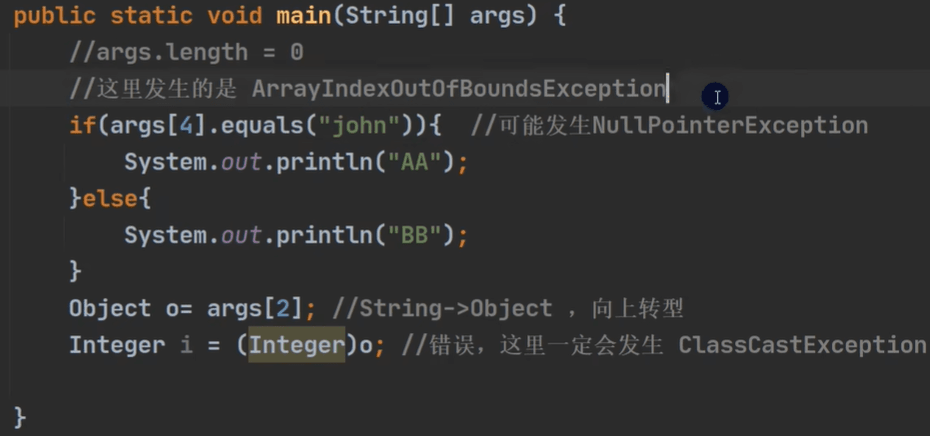 public static void main(String[] args) {
//args.length = 0
//这里发生的是 ArrayIndexOutOfBoundsException
if(args[4].equals("john")){  //可能发生NullPointerException
System.out.println("AA");
}else{
System.out.println("BB");
}
Object o= args[2]; //String->Object ，向上转型
Integer i = (Integer)o; //错误，这里一定会发生 ClassCastException
}